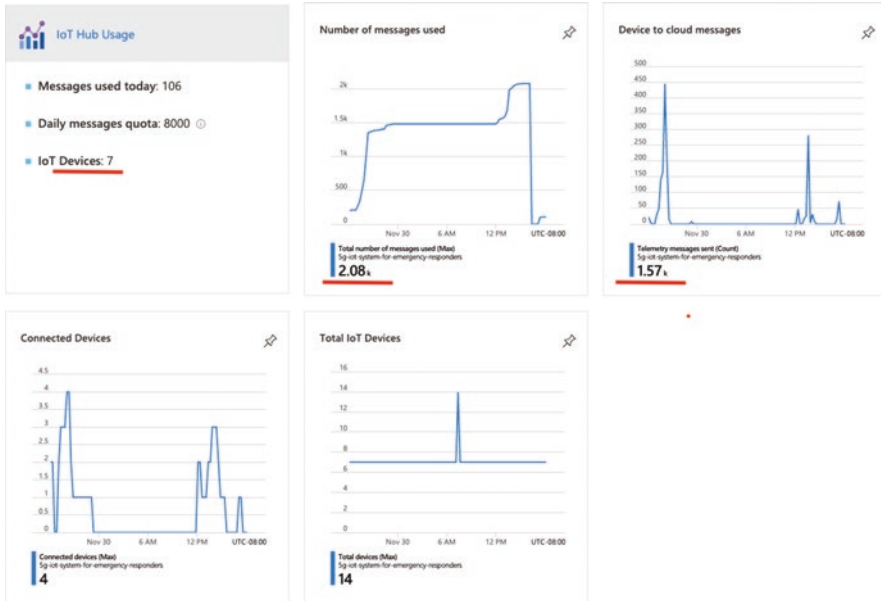 IoT Hub Usage
Messages used today: 106
Daily messages quota: 8000
IoT Devices: 7
Number of messages used
2k
1.5k
1k
500
0
Nov 30 6 AM 12 PM UTC-08:00
Total number of messages used (Max)
5g-iot-system-for-emergency-responders
2.08 k
Device to cloud messages
500
450
400
350
300
250
200
150
100
50
0
Nov 30 6 AM 12 PM UTC-08:00
Telemetry messages sent (Count)
5g-iot-system-for-emergency-responders
1.57 k
Connected Devices
4.5
4
3.5
3
2.5
2
1.5
1
0.5
0
Nov 30 6 AM 12 PM UTC-08:00
Connected devices (Max)
5g-iot-system-for-emergency-responders
4
Total IoT Devices
16
14
12
10
8
6
4
2
0
Nov 30 6 AM 12 PM UTC-08:00
Total devices (Max)
5g-iot-system-for-emergency-responders
14